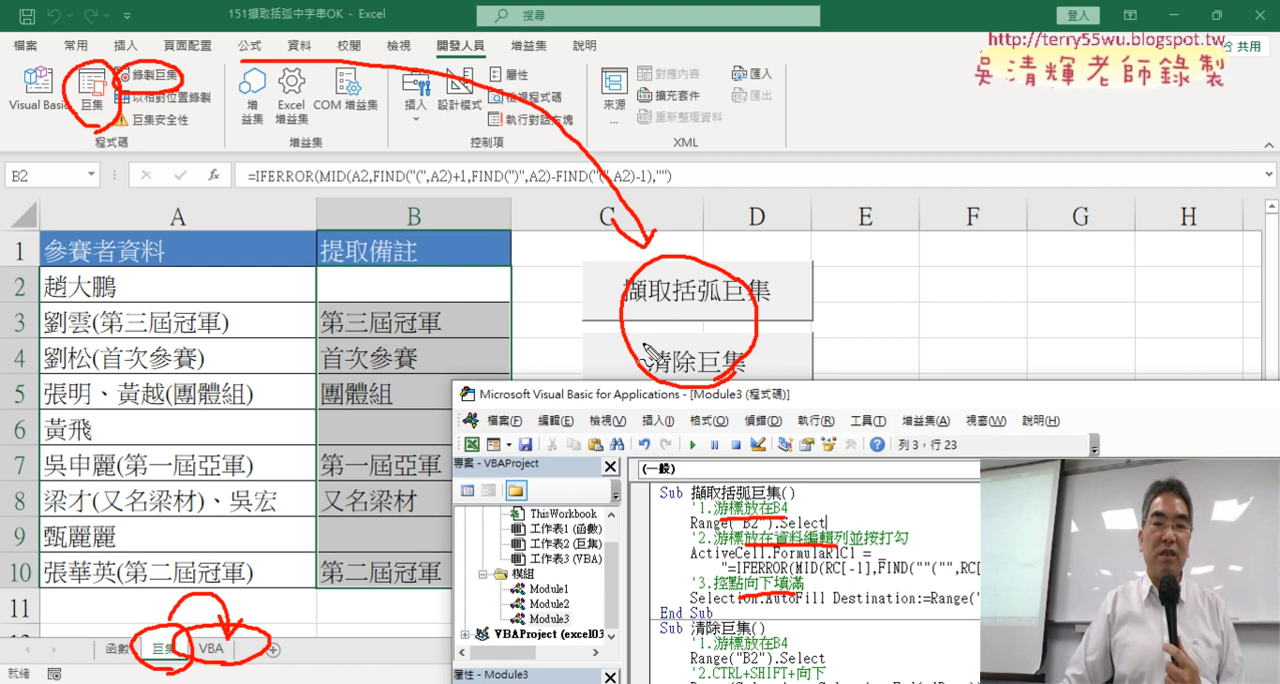 151擷取括弧中字串OK - Excel
搜尋
登入
檔案 常用 插入 頁面配置 公式 資料 校閱 檢視 開發人員 增益集 說明
共用
http://terry55wu.blogspot.tw
吳清輝老師錄製
Visual Basic
巨集
錄製巨集
以相對位置錄製
巨集安全性
程式碼
增益集
Excel 增益集
COM 增益集
增益集
插入
設計模式
屬性
檢視程式碼
執行對話方塊
控制項
來源
對應內容
擴充套件
重新整理資料
匯入
匯出
XML
B2
fx
=IFERROR(MID(A2,FIND("(",A2)+1,FIND(")",A2)-FIND("(",A2)-1),"")
A B C D E F G H
1 參賽者資料 提取備註
2 趙大鵬
3 劉雲(第三屆冠軍) 第三屆冠軍
4 劉松(首次參賽) 首次參賽
5 張明、黃越(團體組) 團體組
6 黃飛
7 吳申麗(第一屆亞軍) 第一屆亞軍
8 梁才(又名梁材)、吳宏 又名梁材
9 甄麗麗
10 張華英(第二屆冠軍) 第二屆冠軍
11
擷取括弧巨集
清除巨集
函數 巨集 VBA
就緒
Microsoft Visual Basic for Applications - [Module3 (程式碼)]
檔案(F) 編輯(E) 檢視(V) 插入(I) 格式(O) 偵錯(D) 執行(R) 工具(T) 增益集(A) 視窗(W) 說明(H)
列 3，行 23
專案 - VBAProject
ThisWorkbook
工作表1 (函數)
工作表2 (巨集)
工作表3 (VBA)
模組
Module1
Module2
Module3
VBAProject (excel03
屬性 - Module3
(一般)
Sub 擷取括弧巨集()
'1.游標放在B4
Range("B2").Select
'2.游標放在資料編輯列並按打勾
ActiveCell.FormulaR1C1 = _
"=IFERROR(MID(RC[-1],FIND(""("",RC[
'3.控點向下填滿
Selection.AutoFill Destination:=Range("
End Sub
Sub 清除巨集()
'1.游標放在B4
Range("B2").Select
'2.CTRL+SHIFT+向下